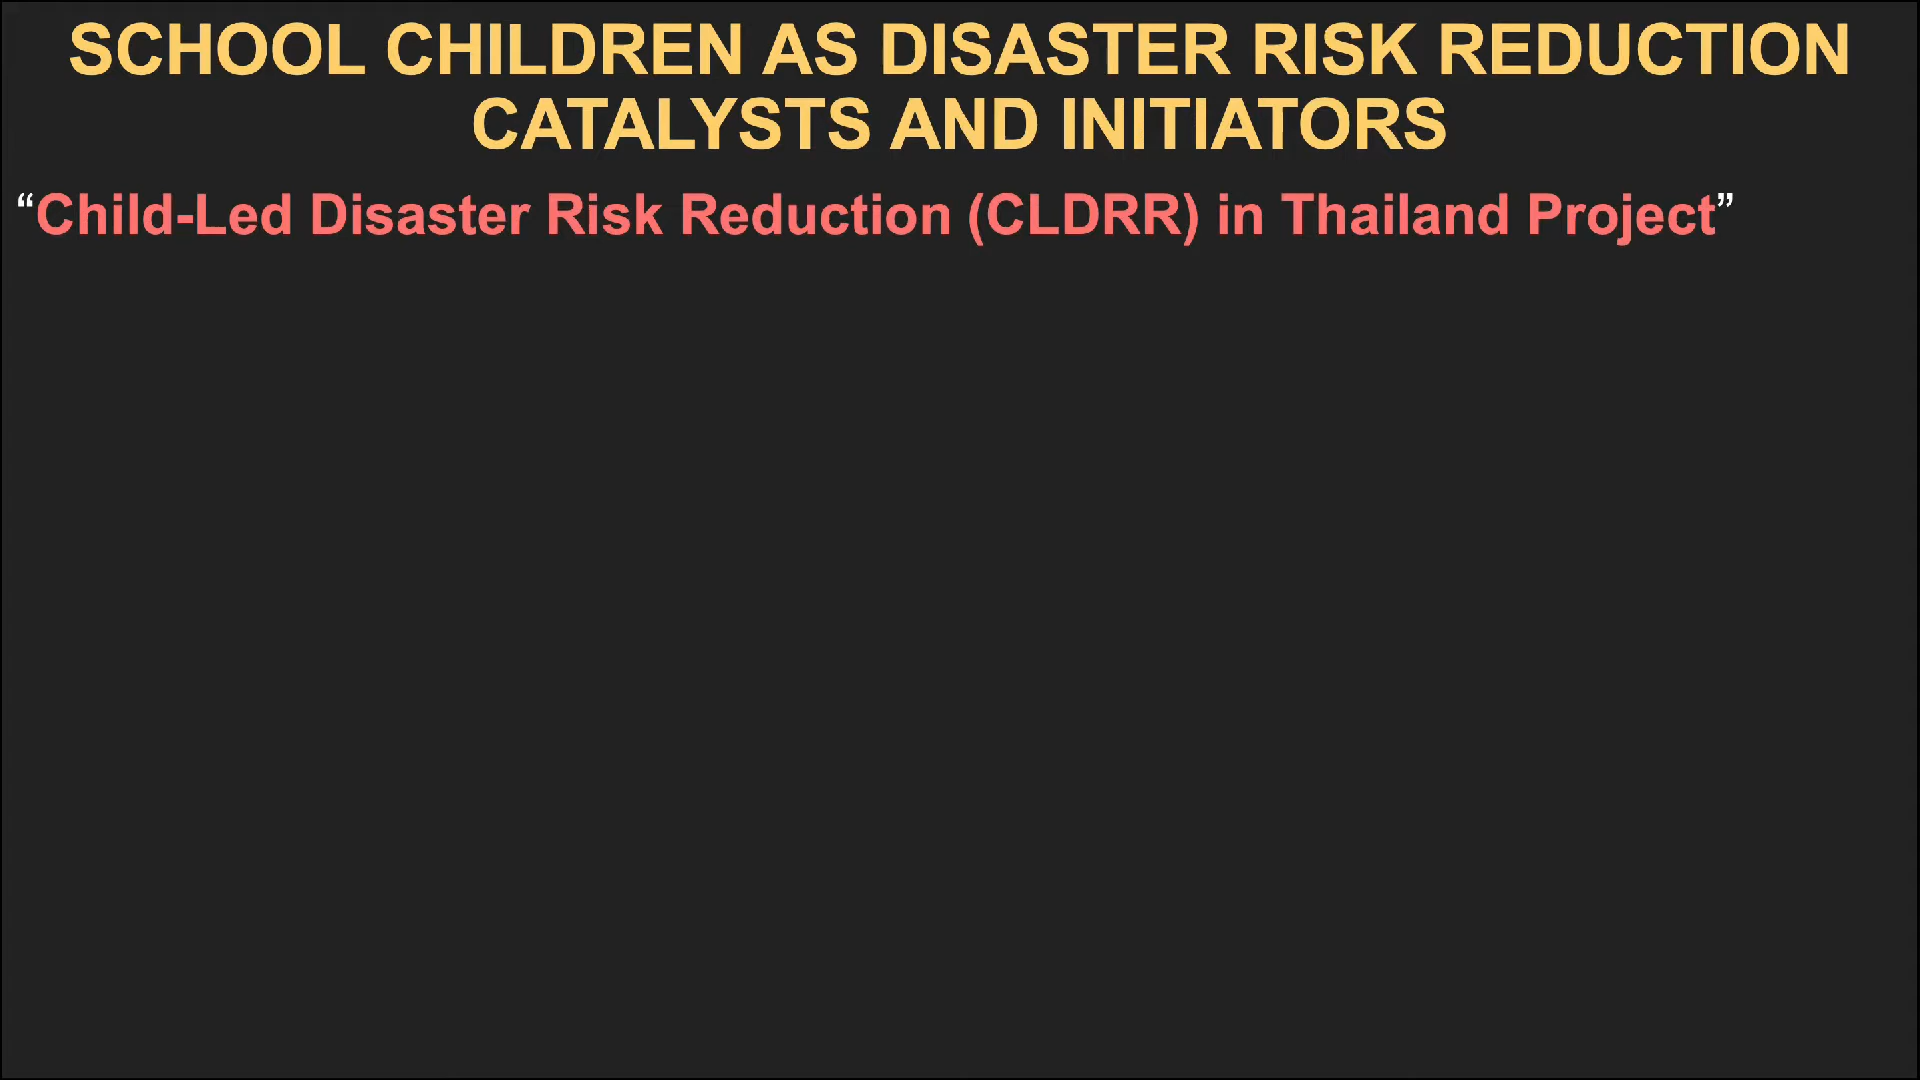 SCHOOL CHILDREN AS DISASTER RISK REDUCTION
CATALYSTS AND INITIATORS
“Child-Led Disaster Risk Reduction (CLDRR) in Thailand Project”